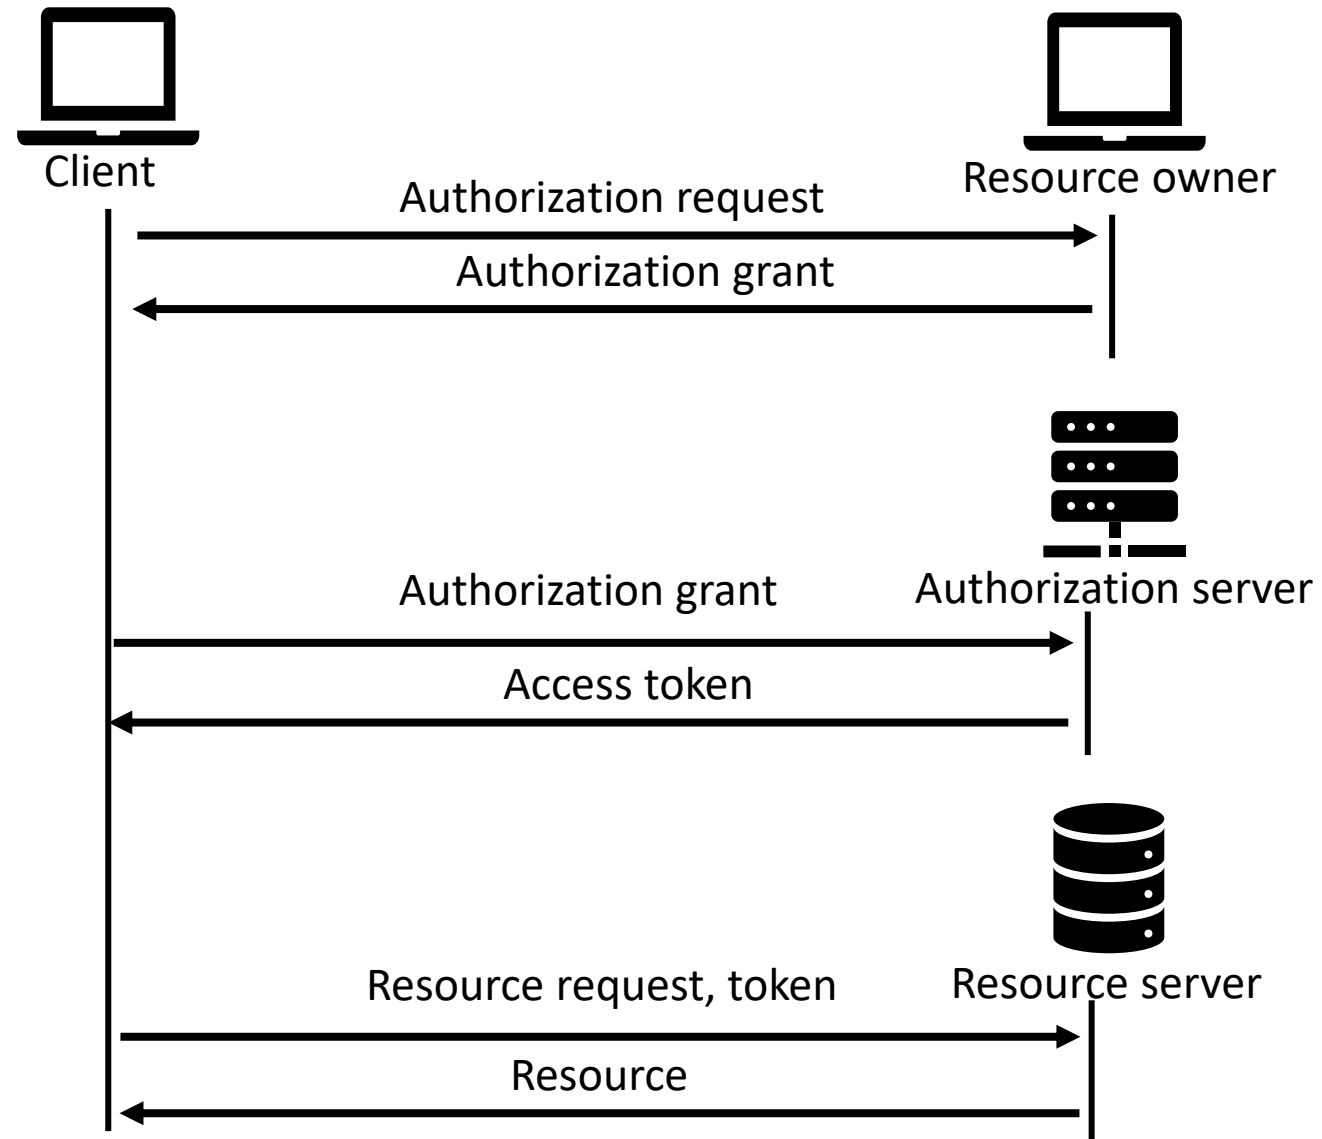 Client
Resource owner
Authorization request
Authorization grant
Authorization grant
Authorization server
Access token
Resource request, token
Resource server
Resource